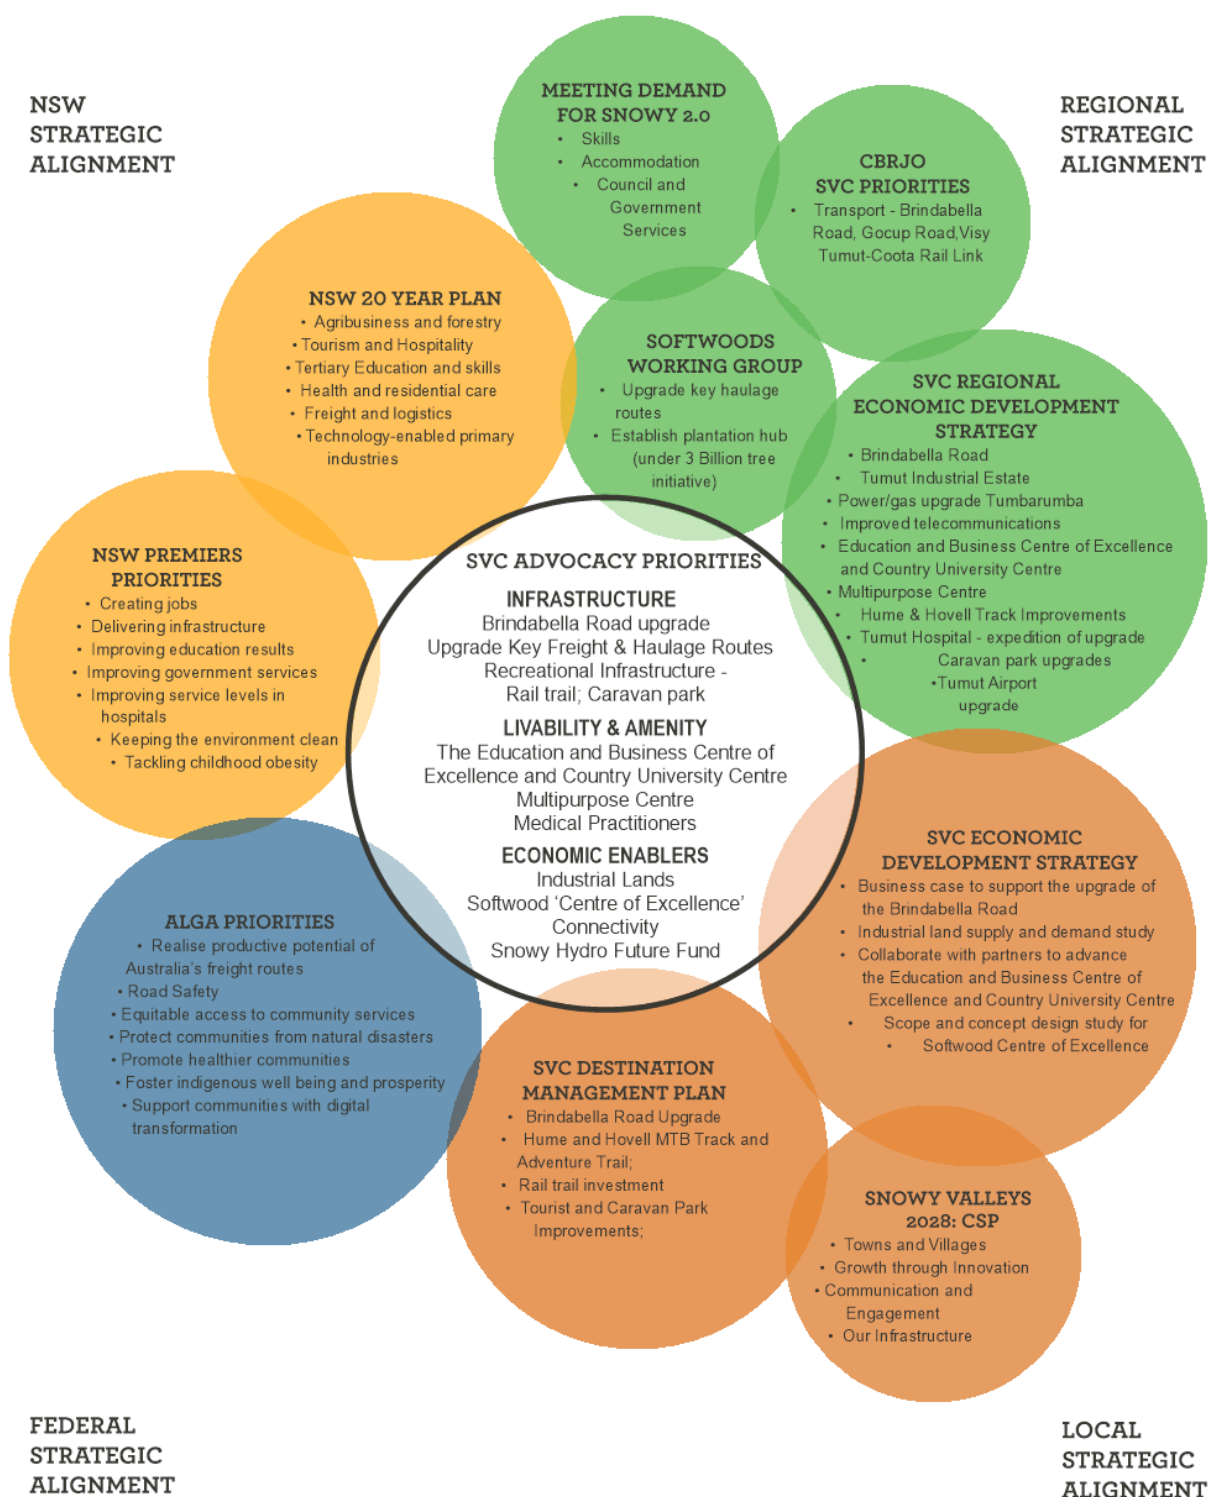 NSW
STRATEGIC
ALIGNMENT
REGIONAL
STRATEGIC
ALIGNMENT
MEETING DEMAND
FOR SNOWY 2.0
• Skills
• Accommodation
• Council and
Government
Services
CBRJO
SVC PRIORITIES
• Transport - Brindabella
Road, Gocup Road,Visy
Tumut-Coota Rail Link
NSW 20 YEAR PLAN
• Agribusiness and forestry
• Tourism and Hospitality
• Tertiary Education and skills
• Health and residential care
• Freight and logistics
• Technology-enabled primary
industries
SOFTWOODS
WORKING GROUP
• Upgrade key haulage
routes
• Establish plantation hub
(under 3 Billion tree
initiative)
SVC REGIONAL
ECONOMIC DEVELOPMENT
STRATEGY
• Brindabella Road
• Tumut Industrial Estate
• Power/gas upgrade Tumbarumba
• Improved telecommunications
• Education and Business Centre of Excellence
and Country University Centre
• Multipurpose Centre
• Hume & Hovell Track Improvements
• Tumut Hospital - expedition of upgrade
• Caravan park upgrades
• Tumut Airport
upgrade
NSW PREMIERS
PRIORITIES
• Creating jobs
• Delivering infrastructure
• Improving education results
• Improving government services
• Improving service levels in
hospitals
• Keeping the environment clean
• Tackling childhood obesity
SVC ADVOCACY PRIORITIES
INFRASTRUCTURE
Brindabella Road upgrade
Upgrade Key Freight & Haulage Routes
Recreational Infrastructure -
Rail trail; Caravan park
LIVABILITY & AMENITY
The Education and Business Centre of
Excellence and Country University Centre
Multipurpose Centre
Medical Practitioners
ECONOMIC ENABLERS
Industrial Lands
Softwood ‘Centre of Excellence’
Connectivity
Snowy Hydro Future Fund
SVC ECONOMIC
DEVELOPMENT STRATEGY
• Business case to support the upgrade of
the Brindabella Road
• Industrial land supply and demand study
• Collaborate with partners to advance
the Education and Business Centre of
Excellence and Country University Centre
• Scope and concept design study for
• Softwood Centre of Excellence
ALGA PRIORITIES
• Realise productive potential of
Australia’s freight routes
• Road Safety
• Equitable access to community services
• Protect communities from natural disasters
• Promote healthier communities
• Foster indigenous well being and prosperity
• Support communities with digital
transformation
SVC DESTINATION
MANAGEMENT PLAN
• Brindabella Road Upgrade
• Hume and Hovell MTB Track and
Adventure Trail;
• Rail trail investment
• Tourist and Caravan Park
Improvements;
SNOWY VALLEYS
2028: CSP
• Towns and Villages
• Growth through Innovation
• Communication and
Engagement
• Our Infrastructure
FEDERAL
STRATEGIC
ALIGNMENT
LOCAL
STRATEGIC
ALIGNMENT